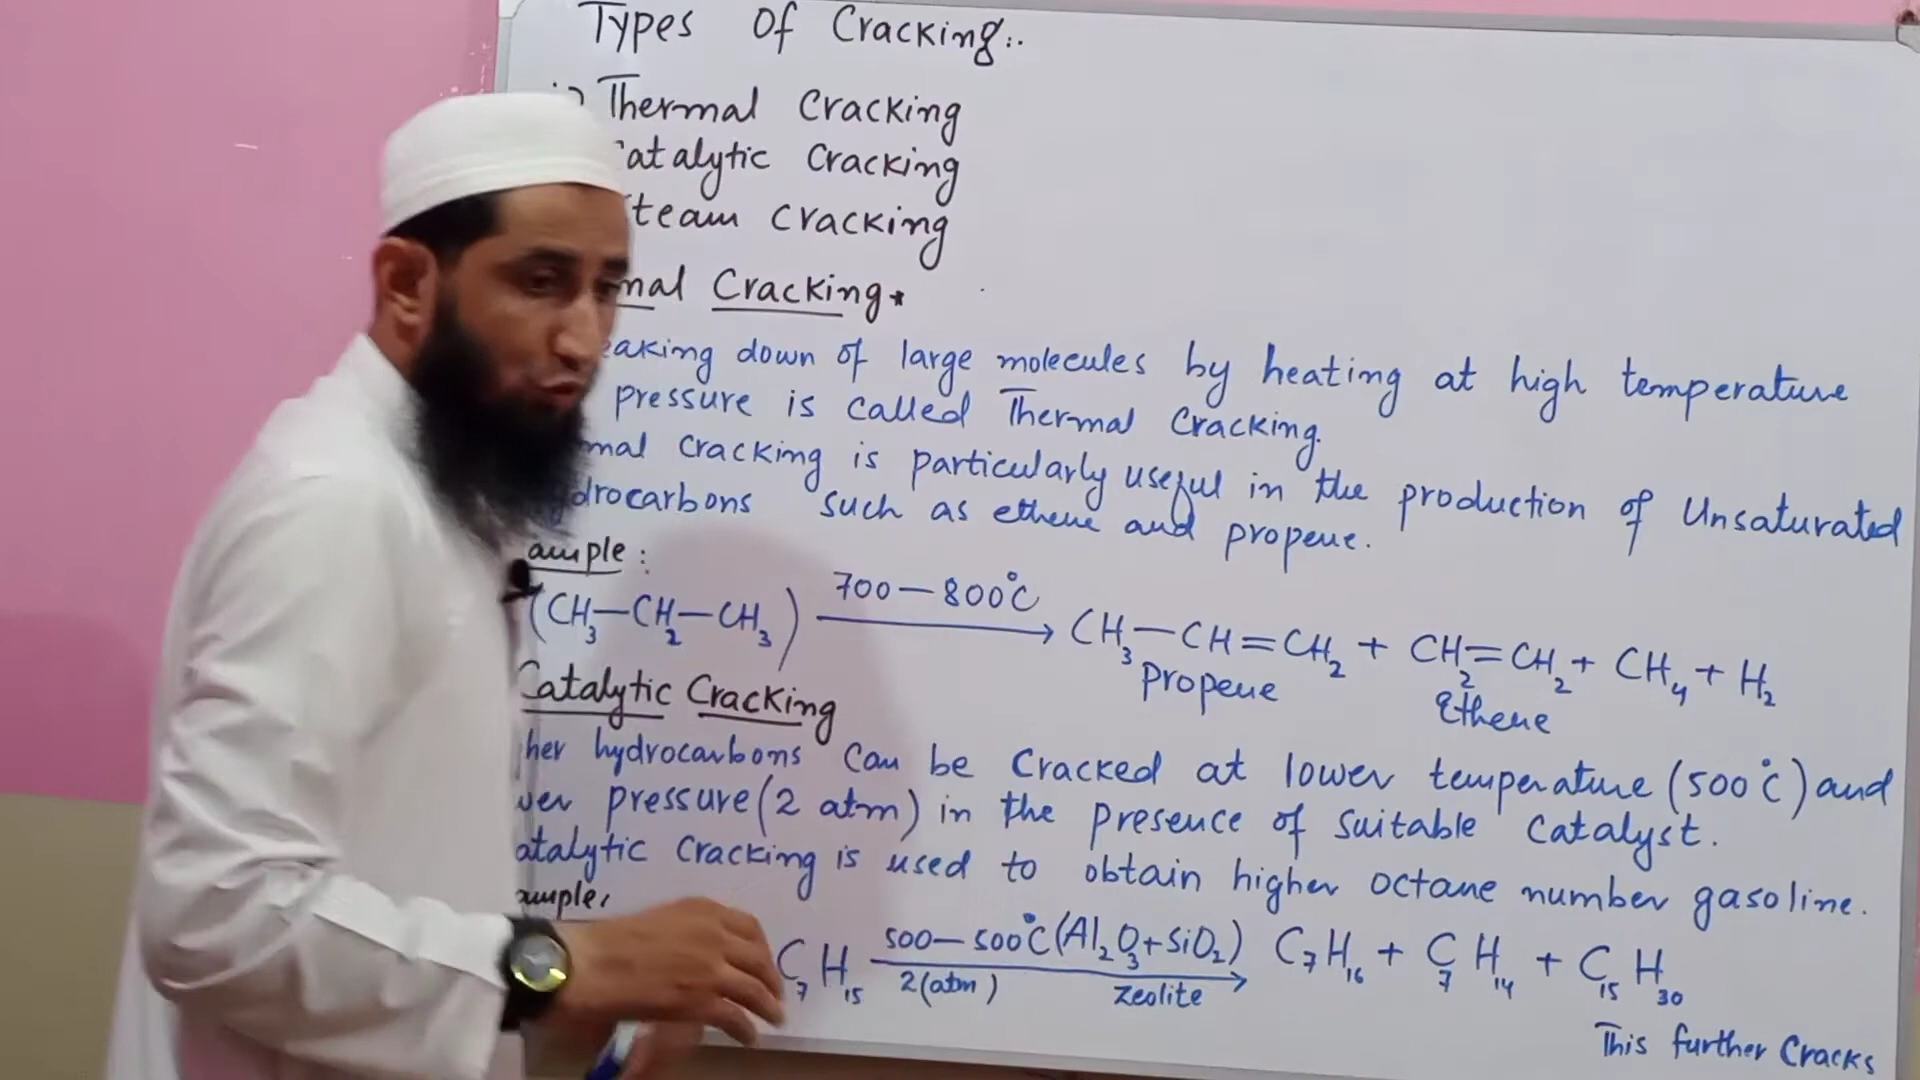 Types Of Cracking:.
Thermal Cracking
atalytic Cracking
Steam Cracking
mal Cracking*
eaking down of large molecules by heating at high temperature
pressure is called Thermal Cracking.
mal Cracking is particularly useful in the production of Unsaturated
drocarbons such as ethene and propene.
ample:
(CH₃—CH₂—CH₃) 700—800°C → CH₃—CH=CH₂ + CH₂=CH₂ + CH₄ + H₂
Propene Ethene
Catalytic Cracking
her hydrocarbons can be Cracked at lower temperature (500°C) and
wer pressure (2 atm) in the presence of suitable catalyst.
atalytic Cracking is used to obtain higher octane number gasoline.
ample,
C₇H₁₅ 500—500°C (Al₂O₃+SiO₂) → C₇H₁₆ + C₇H₁₄ + C₁₅H₃₀
2(atm) Zeolite
This further Cracks